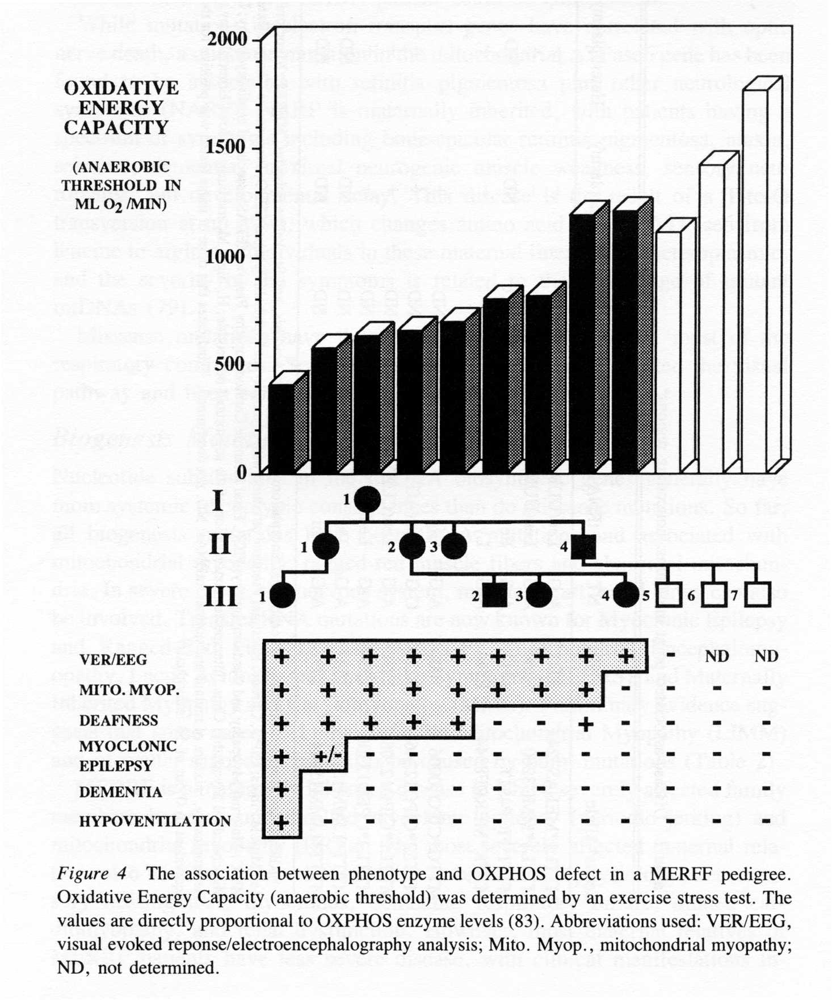 2000
OXIDATIVE
ENERGY
CAPACITY
1500
(ANAEROBIC
THRESHOLD IN
ML O2 /MIN)
1000
500
0
I 1
II 1 2 3 4
III 1 2 3 4 5 6 7
VER/EEG + + + + + + + + + - ND ND
MITO. MYOP. + + + + + + + + - - - -
DEAFNESS + + + + + - - + - - - -
MYOCLONIC
EPILEPSY + +/- - - - - - - - - - -
DEMENTIA + - - - - - - - - - - -
HYPOVENTILATION + - - - - - - - - - - -
Figure 4 The association between phenotype and OXPHOS defect in a MERFF pedigree.
Oxidative Energy Capacity (anaerobic threshold) was determined by an exercise stress test. The
values are directly proportional to OXPHOS enzyme levels (83). Abbreviations used: VER/EEG,
visual evoked reponse/electroencephalography analysis; Mito. Myop., mitochondrial myopathy;
ND, not determined.